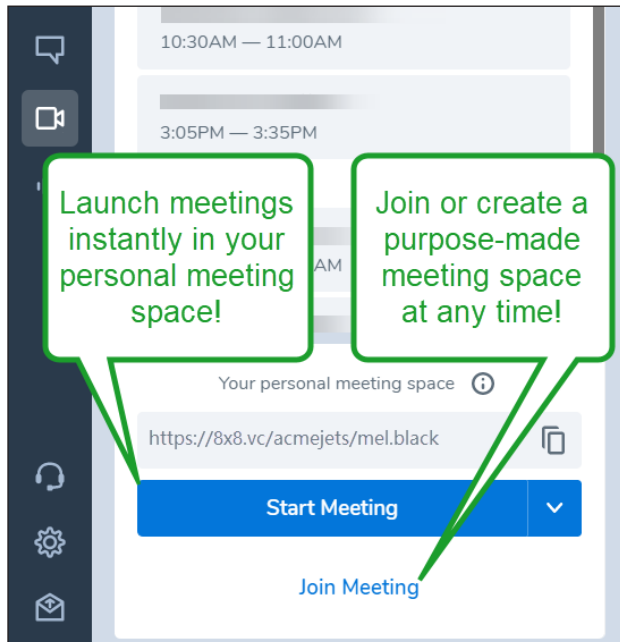 10:30AM — 11:00AM
3:05PM — 3:35PM
Launch meetings
instantly in your
personal meeting
space!
Join or create a
purpose-made
meeting space
at any time!
AM
Your personal meeting space
https://8x8.vc/acmejets/mel.black
Start Meeting
Join Meeting